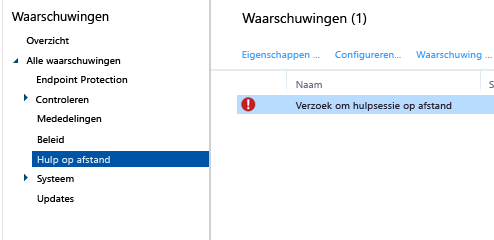 Waarschuwingen
Overzicht
Alle waarschuwingen
Endpoint Protection
Controleren
Mededelingen
Beleid
Hulp op afstand
Systeem
Updates
Waarschuwingen (1)
Eigenschappen ... Configureren... Waarschuwing ...
Naam S
Verzoek om hulpsessie op afstand